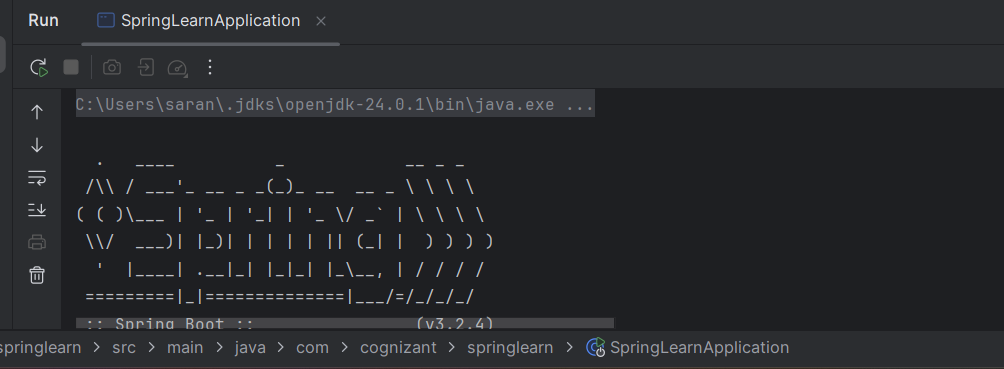 Run SpringLearnApplication
C:\Users\saran\.jdks\openjdk-24.0.1\bin\java.exe ...
  .   ____          _            __ _ _
 /\\ / ___'_ __ _ _(_)_ __  __ _ \ \ \ \
( ( )\___ | '_ | '_| | '_ \/ _` | \ \ \ \
 \\/  ___)| |_)| | | | | || (_| |  ) ) ) )
  '  |____| .__|_| |_|_| |_\__, | / / / /
 =========|_|==============|___/=/_/_/_/
 :: Spring Boot ::                (v3.2.4)
springlearn > src > main > java > com > cognizant > springlearn > SpringLearnApplication